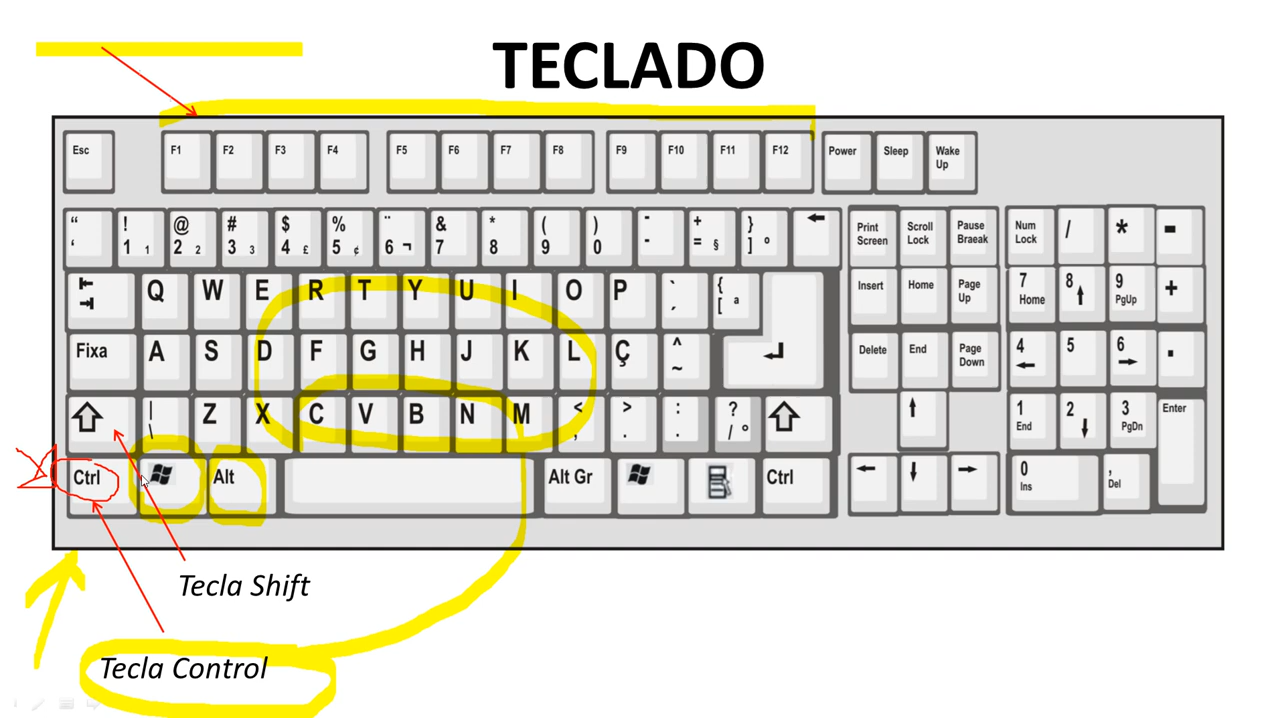 TECLADO
Esc F1 F2 F3 F4 F5 F6 F7 F8 F9 F10 F11 F12 Power Sleep Wake Up
“ ! @ # $ % ¨ & * ( ) - + }
‘ 1 1 2 2 3 3 4 £ 5 ¢ 6 ¬ 7 8 9 0 - = § ] º
Print Screen Scroll Lock Pause Braeak Num Lock / * -
Q W E R T Y U I O P ` ´ { [ ª
Insert Home Page Up 7 Home 8 9 PgUp +
Fixa A S D F G H J K L Ç ^ ~
Delete End Page Down 4 5 6 .
| \ Z X C V B N M < , > . : . ? / °
1 End 2 3 PgDn Enter
Ctrl Alt Alt Gr Ctrl
0 Ins , Del
Tecla Shift
Tecla Control